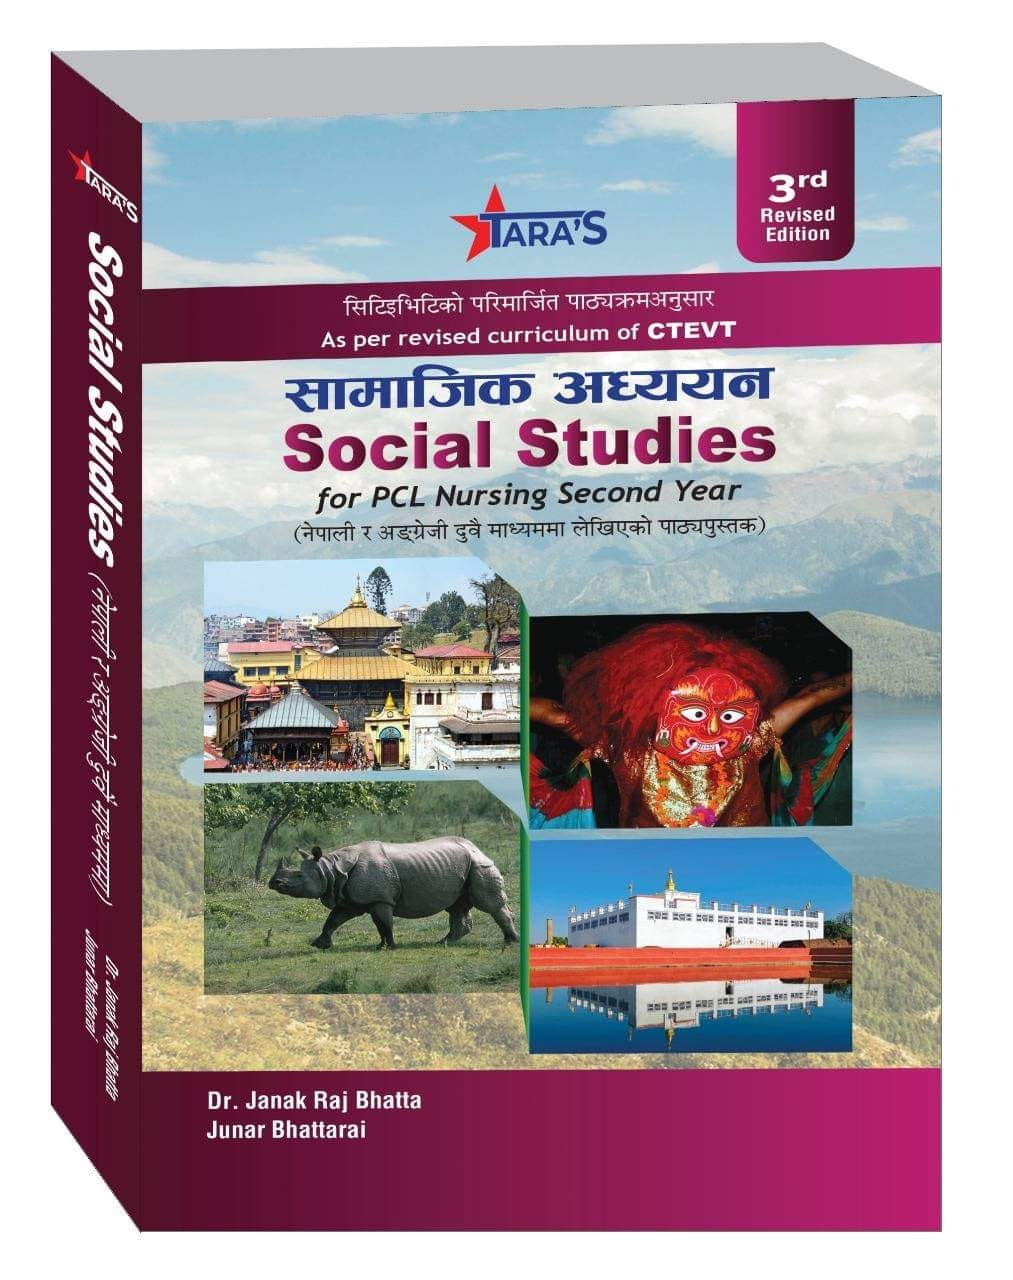 TARA'S
3rd
Revised
Edition
सिटिइभिटिको परिमार्जित पाठ्यक्रमअनुसार
As per revised curriculum of CTEVT
सामाजिक अध्ययन
Social Studies
for PCL Nursing Second Year
(नेपाली र अङ्ग्रेजी दुवै माध्यममा लेखिएको पाठ्यपुस्तक)
Dr. Janak Raj Bhatta
Junar Bhattarai
TARA'S
Social Studies
(नेपाली र अङ्ग्रेजी दुवै माध्यममा)
Dr. Janak Raj Bhatta
Junar Bhattarai